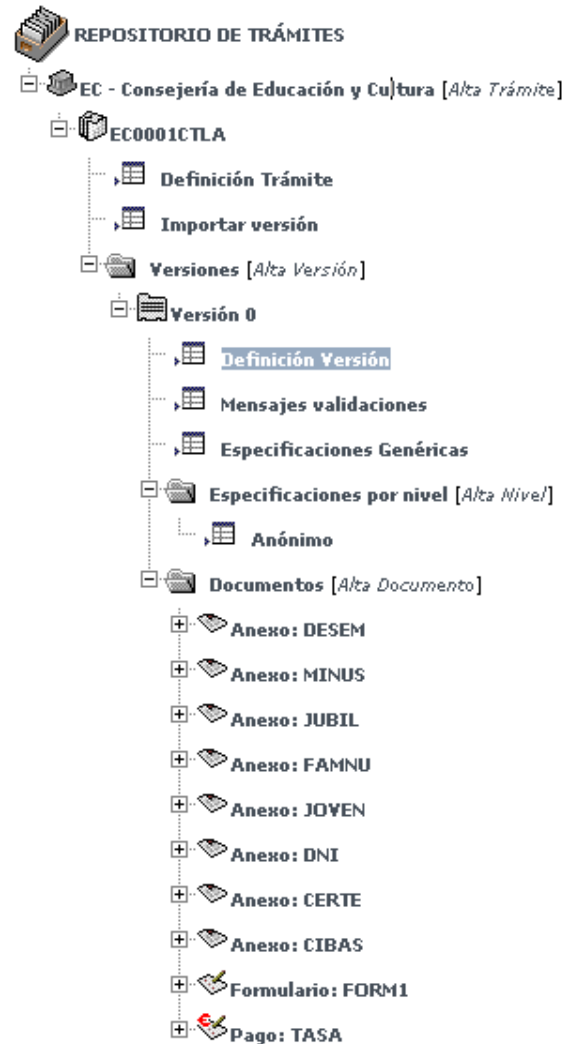 REPOSITORIO DE TRÁMITES
EC - Consejería de Educación y Cultura [Alta Trámite]
EC0001CTLA
Definición Trámite
Importar versión
Versiones [Alta Versión]
Versión 0
Definición Versión
Mensajes validaciones
Especificaciones Genéricas
Especificaciones por nivel [Alta Nivel]
Anónimo
Documentos [Alta Documento]
Anexo: DESEM
Anexo: MINUS
Anexo: JUBIL
Anexo: FAMNU
Anexo: JOVEN
Anexo: DNI
Anexo: CERTE
Anexo: CIBAS
Formulario: FORM1
Pago: TASA